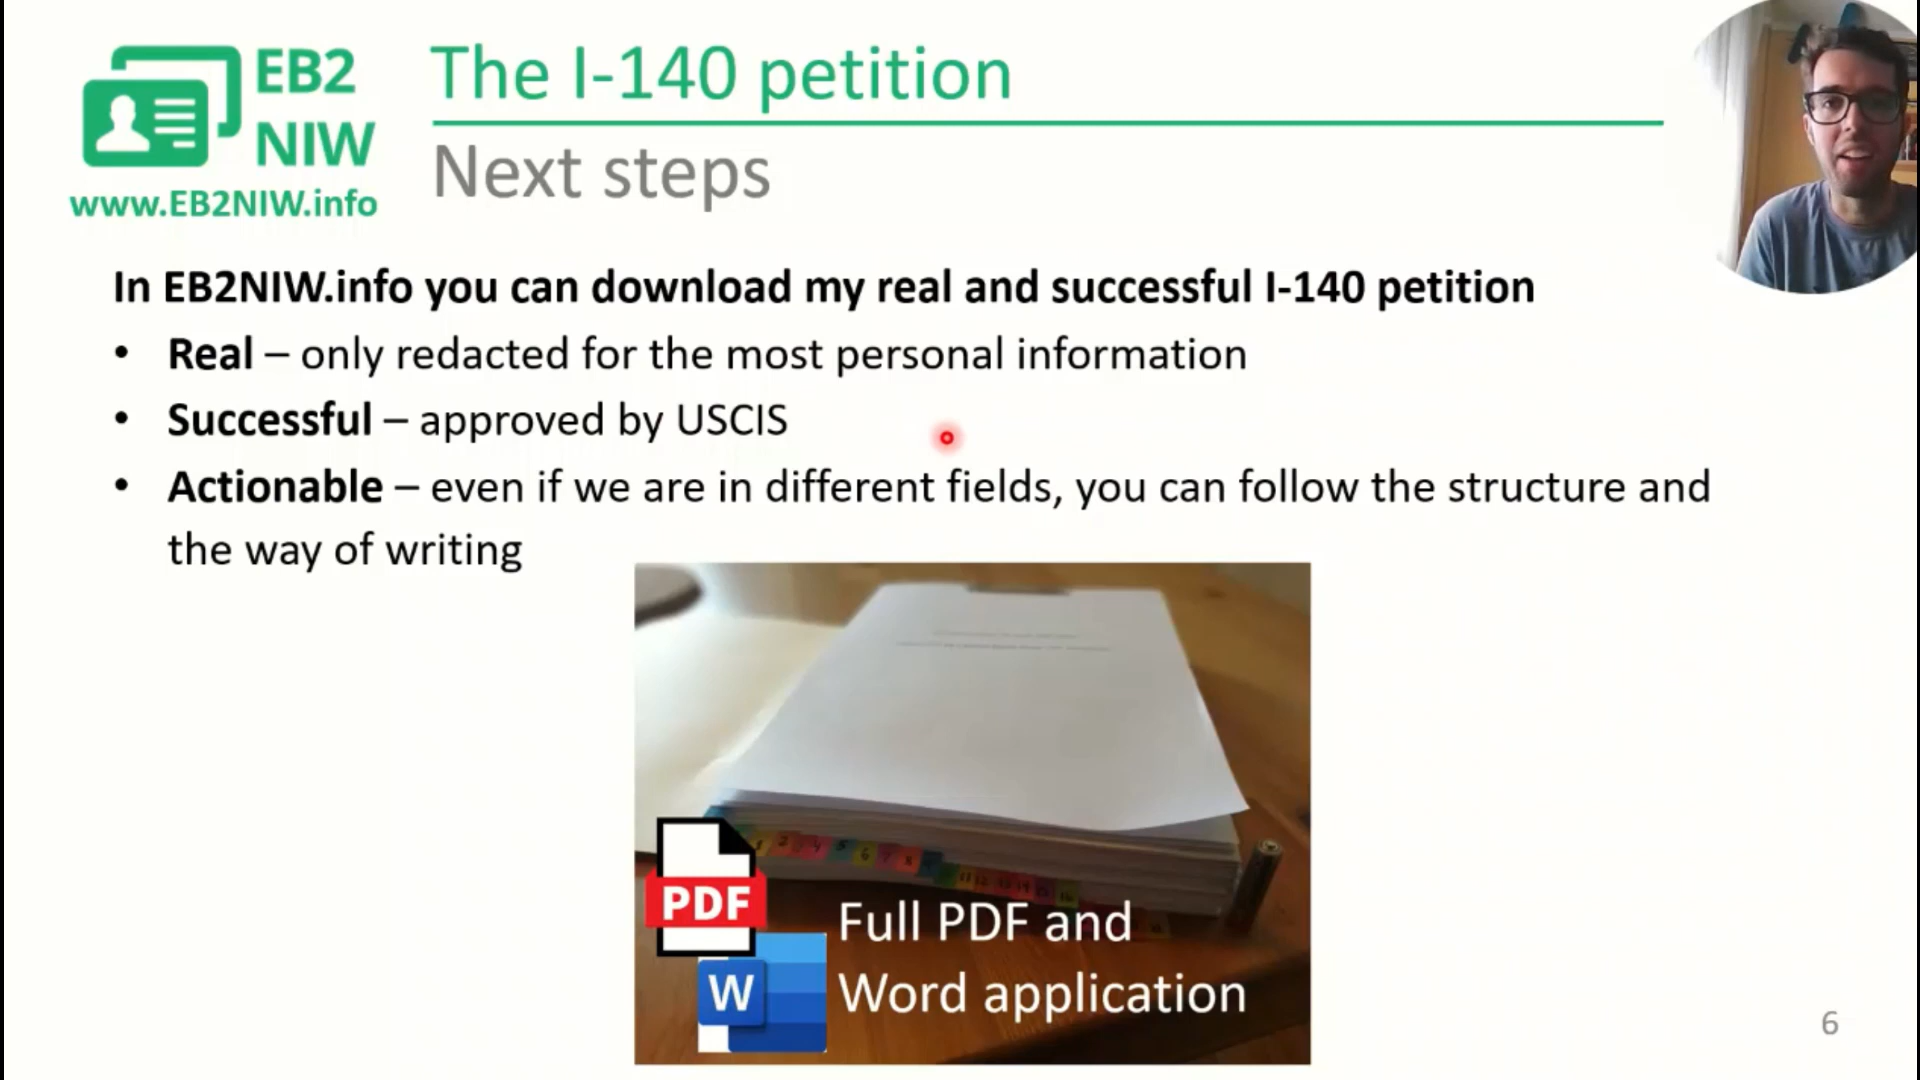 EB2
NIW
www.EB2NIW.info
The I-140 petition
Next steps
In EB2NIW.info you can download my real and successful I-140 petition
• Real – only redacted for the most personal information
• Successful – approved by USCIS
• Actionable – even if we are in different fields, you can follow the structure and
the way of writing
PDF
W
Full PDF and
Word application
6